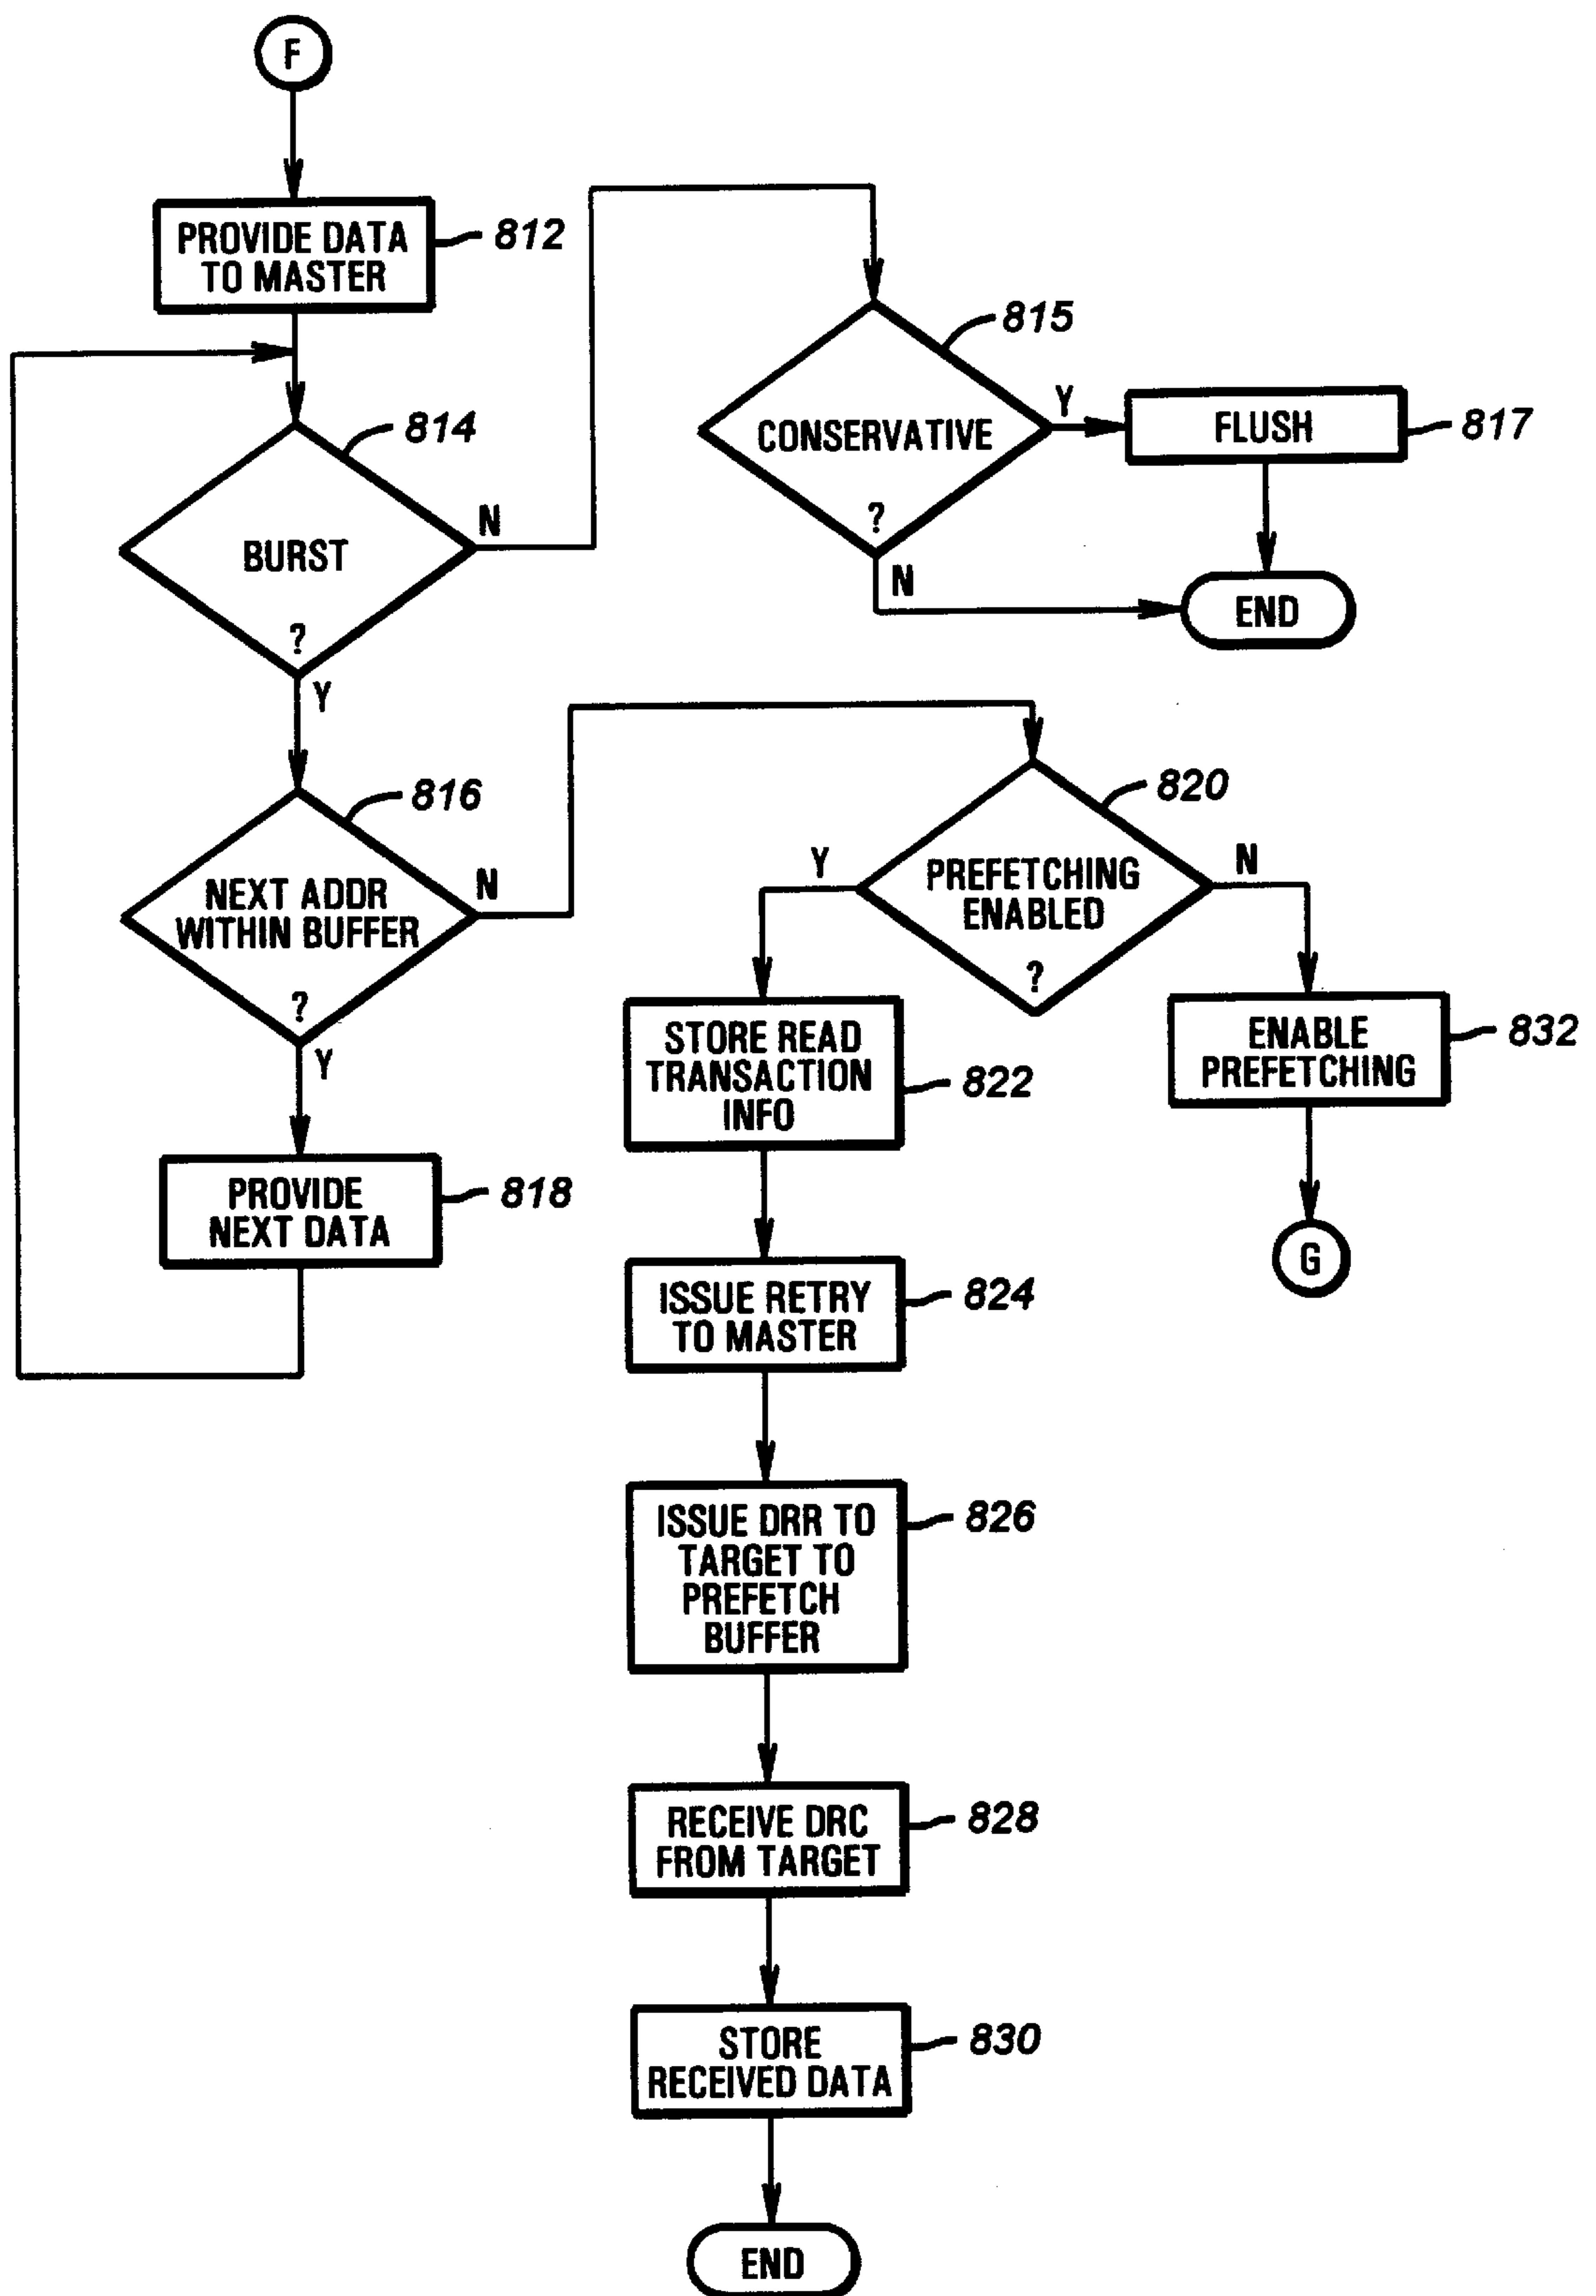 F
PROVIDE DATA
TO MASTER
812
814
BURST
?
N
Y
815
CONSERVATIVE
?
Y
N
FLUSH
817
END
816
NEXT ADDR
WITHIN BUFFER
?
N
Y
PROVIDE
NEXT DATA
818
820
PREFETCHING
ENABLED
?
Y
N
STORE READ
TRANSACTION
INFO
822
ENABLE
PREFETCHING
832
G
ISSUE RETRY
TO MASTER
824
ISSUE DRR TO
TARGET TO
PREFETCH
BUFFER
826
RECEIVE DRC
FROM TARGET
828
STORE
RECEIVED DATA
830
END